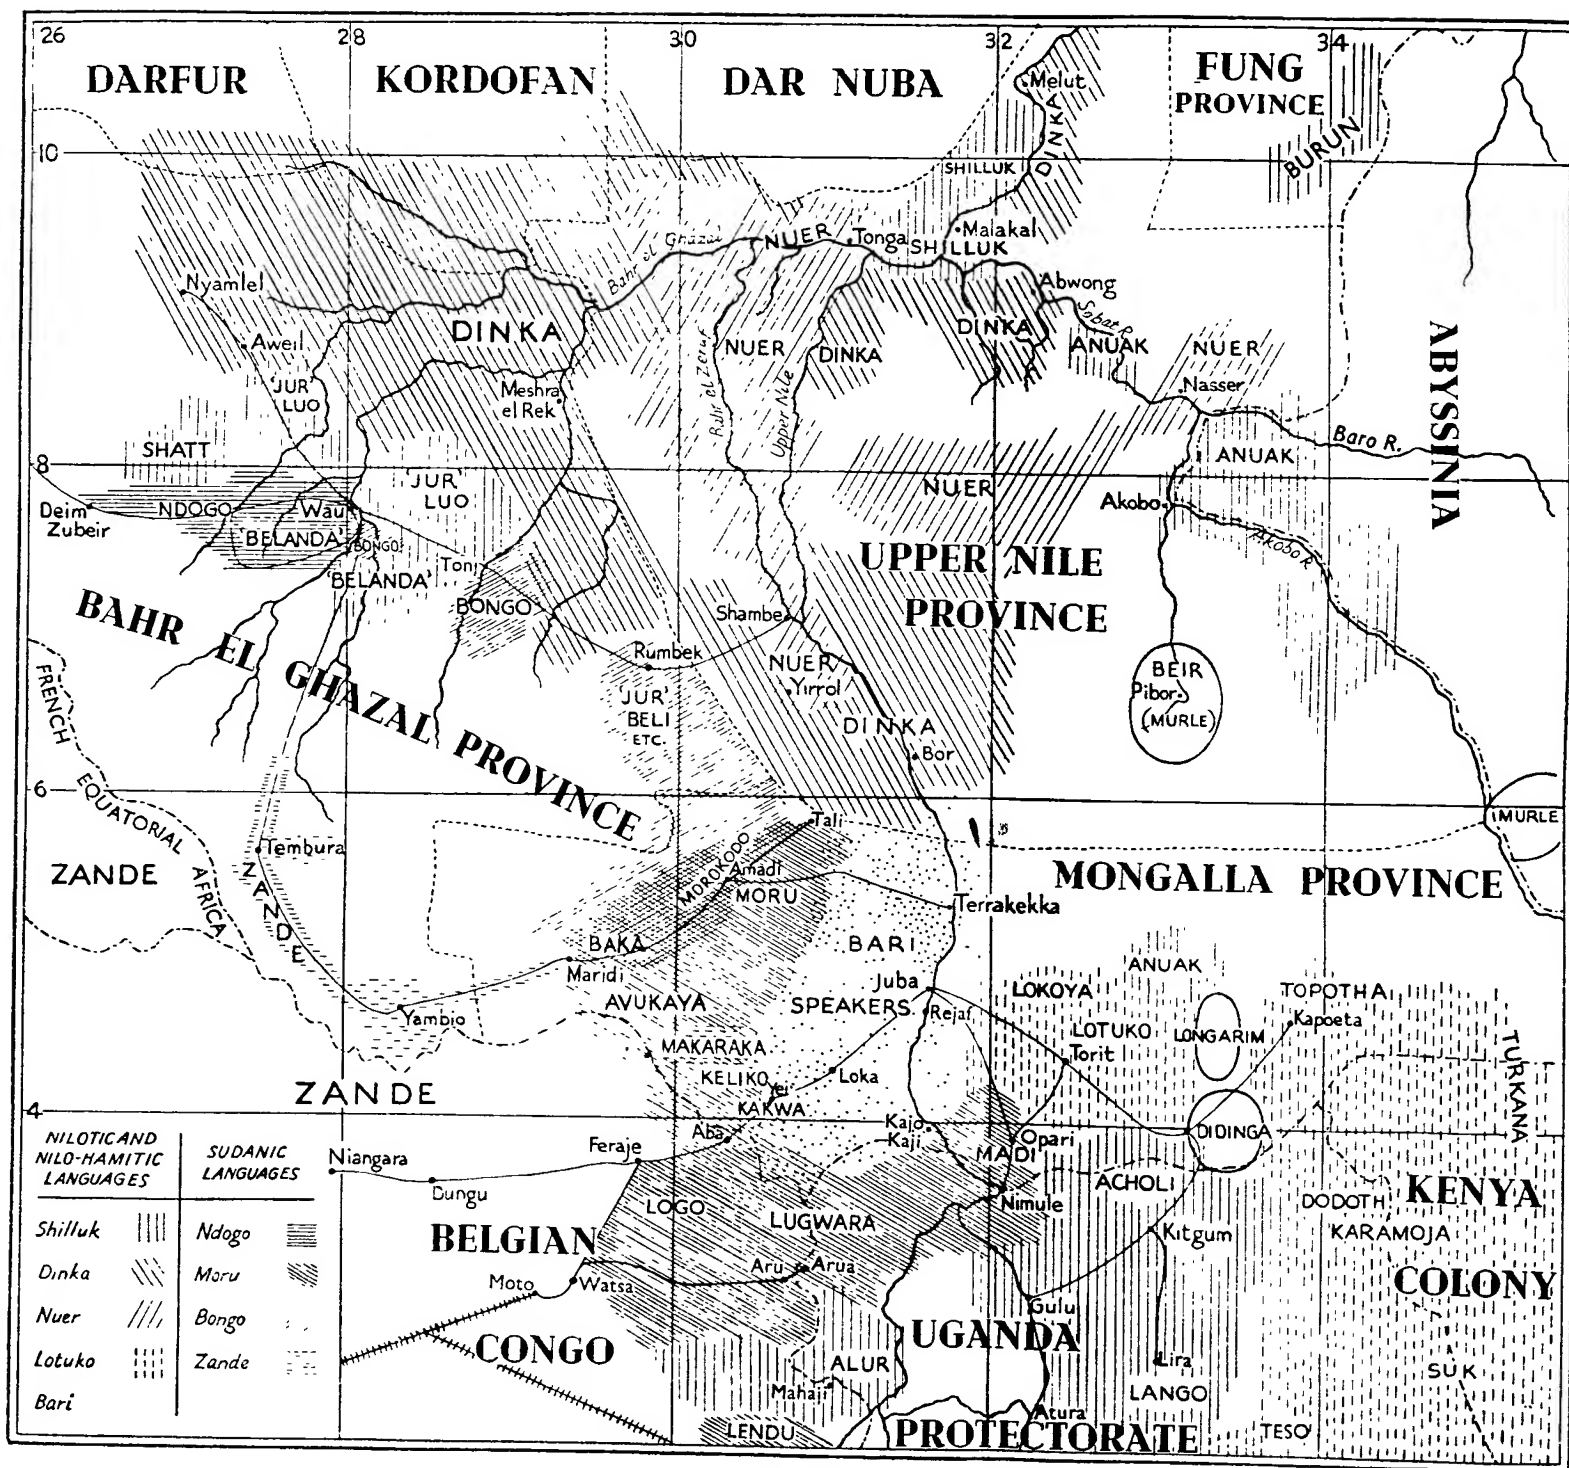 26
28
30
32
34
DARFUR
KORDOFAN
DAR NUBA
FUNG
PROVINCE
Melut
DINKA
BURUN
10
SHILLUK
Bahr el Ghazal
NUER
Tonga
SHILLUK
Malakal
Nyamlel
Abwong
Sobat R.
DINKA
Aweil
NUER
DINKA
DINKA
ANUAK
NUER
ABYSSINIA
'JUR'
LUO
Meshra
el Rek
Bahr el Zeraf
Upper Nile
Nasser
SHATT
Baro R.
8
'JUR'
LUO
ANUAK
NUER
Deim
Zubeir
NDOGO
Wau
Akobo
'BELANDA'
BONGO
Akobo R.
Tonj
'BELANDA'
UPPER NILE
PROVINCE
BONGO
Shambe
BAHR EL GHAZAL PROVINCE
Rumbek
NUER
Yirrol
BEIR
Pibor
(MURLE)
'JUR'
BELI
ETC.
DINKA
Bor
FRENCH
EQUATORIAL
AFRICA
6
Tali
MURLE
Tembura
ZANDE
ZANDE
MOROKODO
Amadi
MORU
MONGALLA PROVINCE
Terrakekka
BAKA
BARI
Maridi
ANUAK
Juba
LOKOYA
TOPOTHA
AVUKAYA
SPEAKERS
Rejaf
Kapoeta
Yambio
LOTUKO
LONGARIM
Torit
TURKANA
MAKARAKA
ZANDE
KELIKO
Yei
Loka
KAKWA
4
Aba
Kajo
Kaji
Opari
DIDINGA
MADI
Feraje
Niangara
Dungu
ACHOLI
Nimule
DODOTH
KENYA
COLONY
LOGO
LUGWARA
KARAMOJA
Kitgum
BELGIAN
CONGO
Aru
Arua
Moto
Watsa
Gulu
UGANDA
PROTECTORATE
ALUR
Mahaji
Lira
LANGO
SUK
Atura
LENDU
TESO
NILOTIC AND
NILO-HAMITIC
LANGUAGES
SUDANIC
LANGUAGES
Shilluk
Ndogo
Dinka
Moru
Nuer
Bongo
Lotuko
Zande
Bari